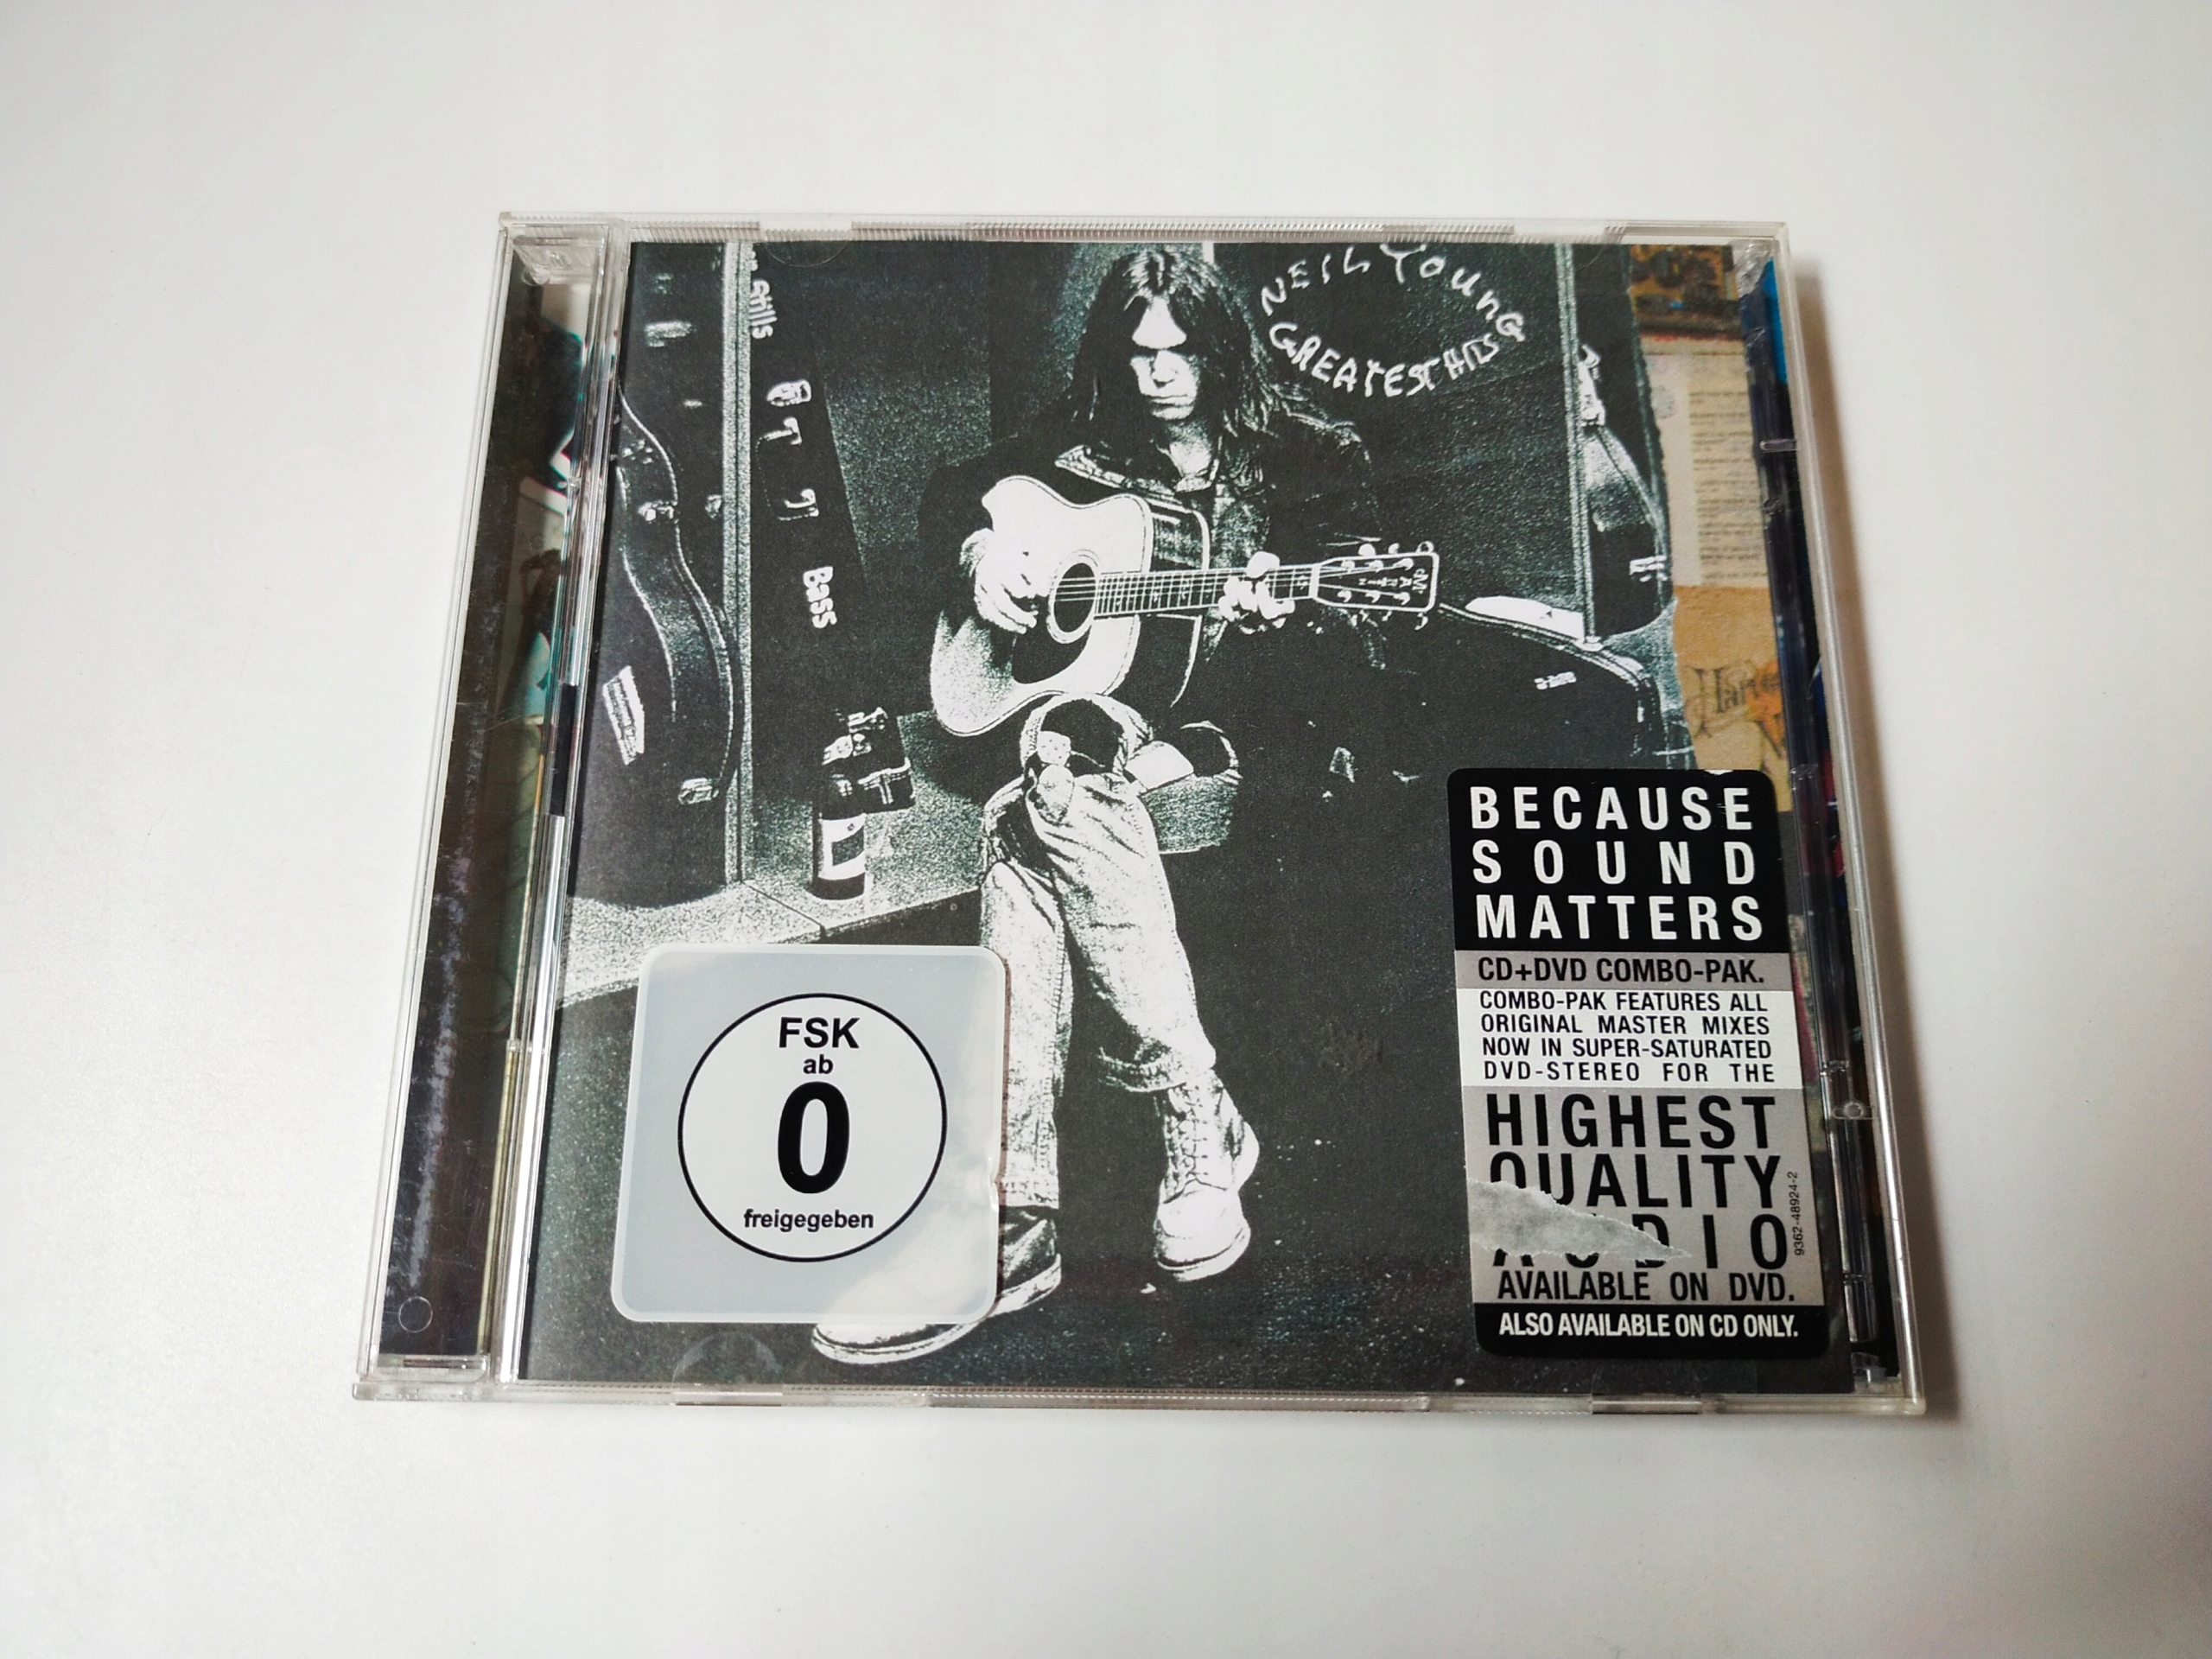 NEIL YOUNG
GREATEST HITS
Stills
Bass
MARTIN
BECAUSE
SOUND
MATTERS
CD+DVD COMBO-PAK.
COMBO-PAK FEATURES ALL
ORIGINAL MASTER MIXES
NOW IN SUPER-SATURATED
DVD-STEREO FOR THE
HIGHEST
QUALITY
AUDIO
AVAILABLE ON DVD.
ALSO AVAILABLE ON CD ONLY.
9362-48924-2
FSK
ab
0
freigegeben